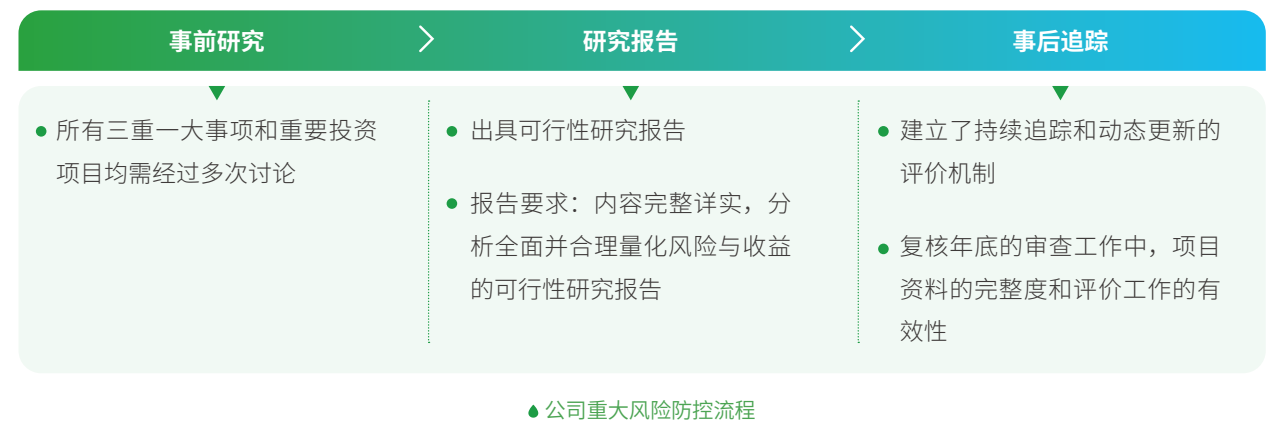 事前研究
研究报告
事后追踪
所有三重一大事项和重要投资
项目均需经过多次讨论
出具可行性研究报告
报告要求：内容完整详实，分
析全面并合理量化风险与收益
的可行性研究报告
建立了持续追踪和动态更新的
评价机制
复核年底的审查工作中，项目
资料的完整度和评价工作的有
效性
公司重大风险防控流程